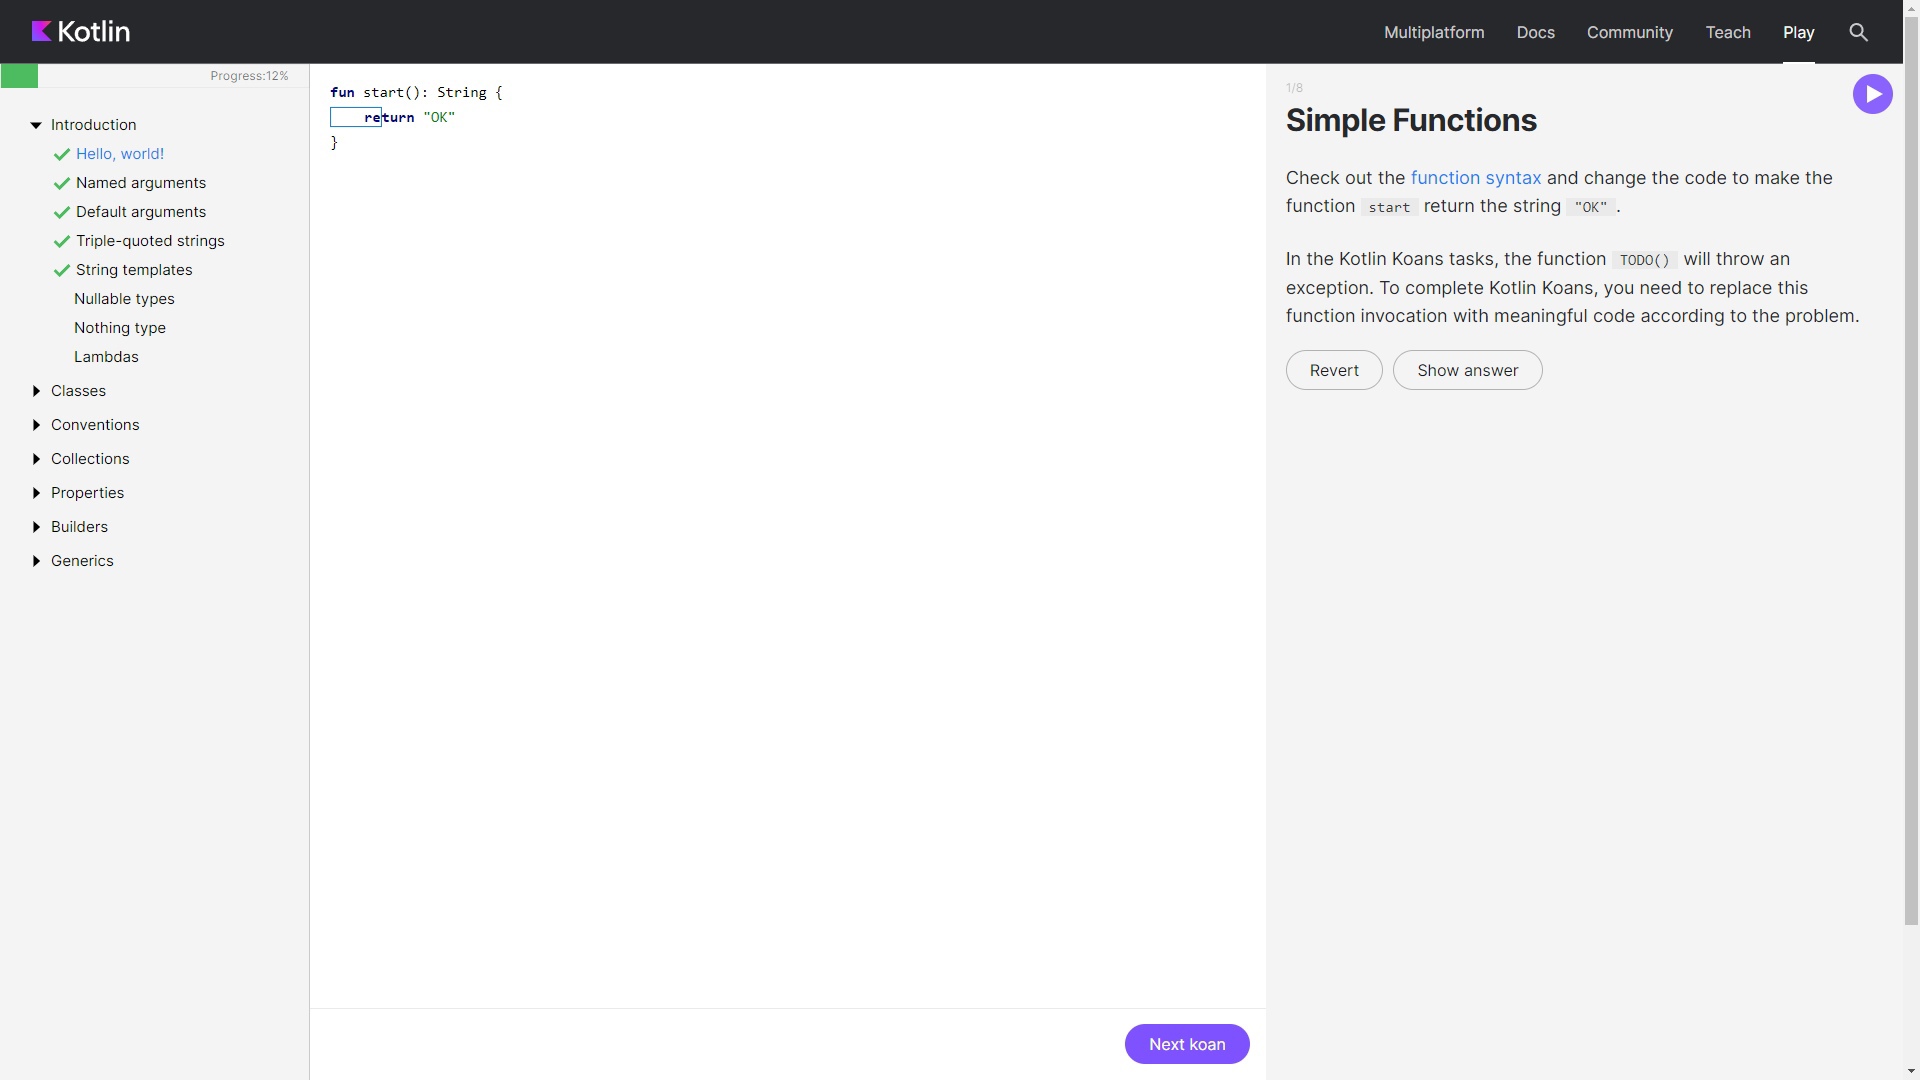 Kotlin
Multiplatform
Docs
Community
Teach
Play
Progress:12%
Introduction
Hello, world!
Named arguments
Default arguments
Triple-quoted strings
String templates
Nullable types
Nothing type
Lambdas
Classes
Conventions
Collections
Properties
Builders
Generics
fun start(): String {
    return "OK"
}
Next koan
1/8
Simple Functions
Check out the function syntax and change the code to make the
function start return the string "OK" .
In the Kotlin Koans tasks, the function TODO() will throw an
exception. To complete Kotlin Koans, you need to replace this
function invocation with meaningful code according to the problem.
Revert
Show answer